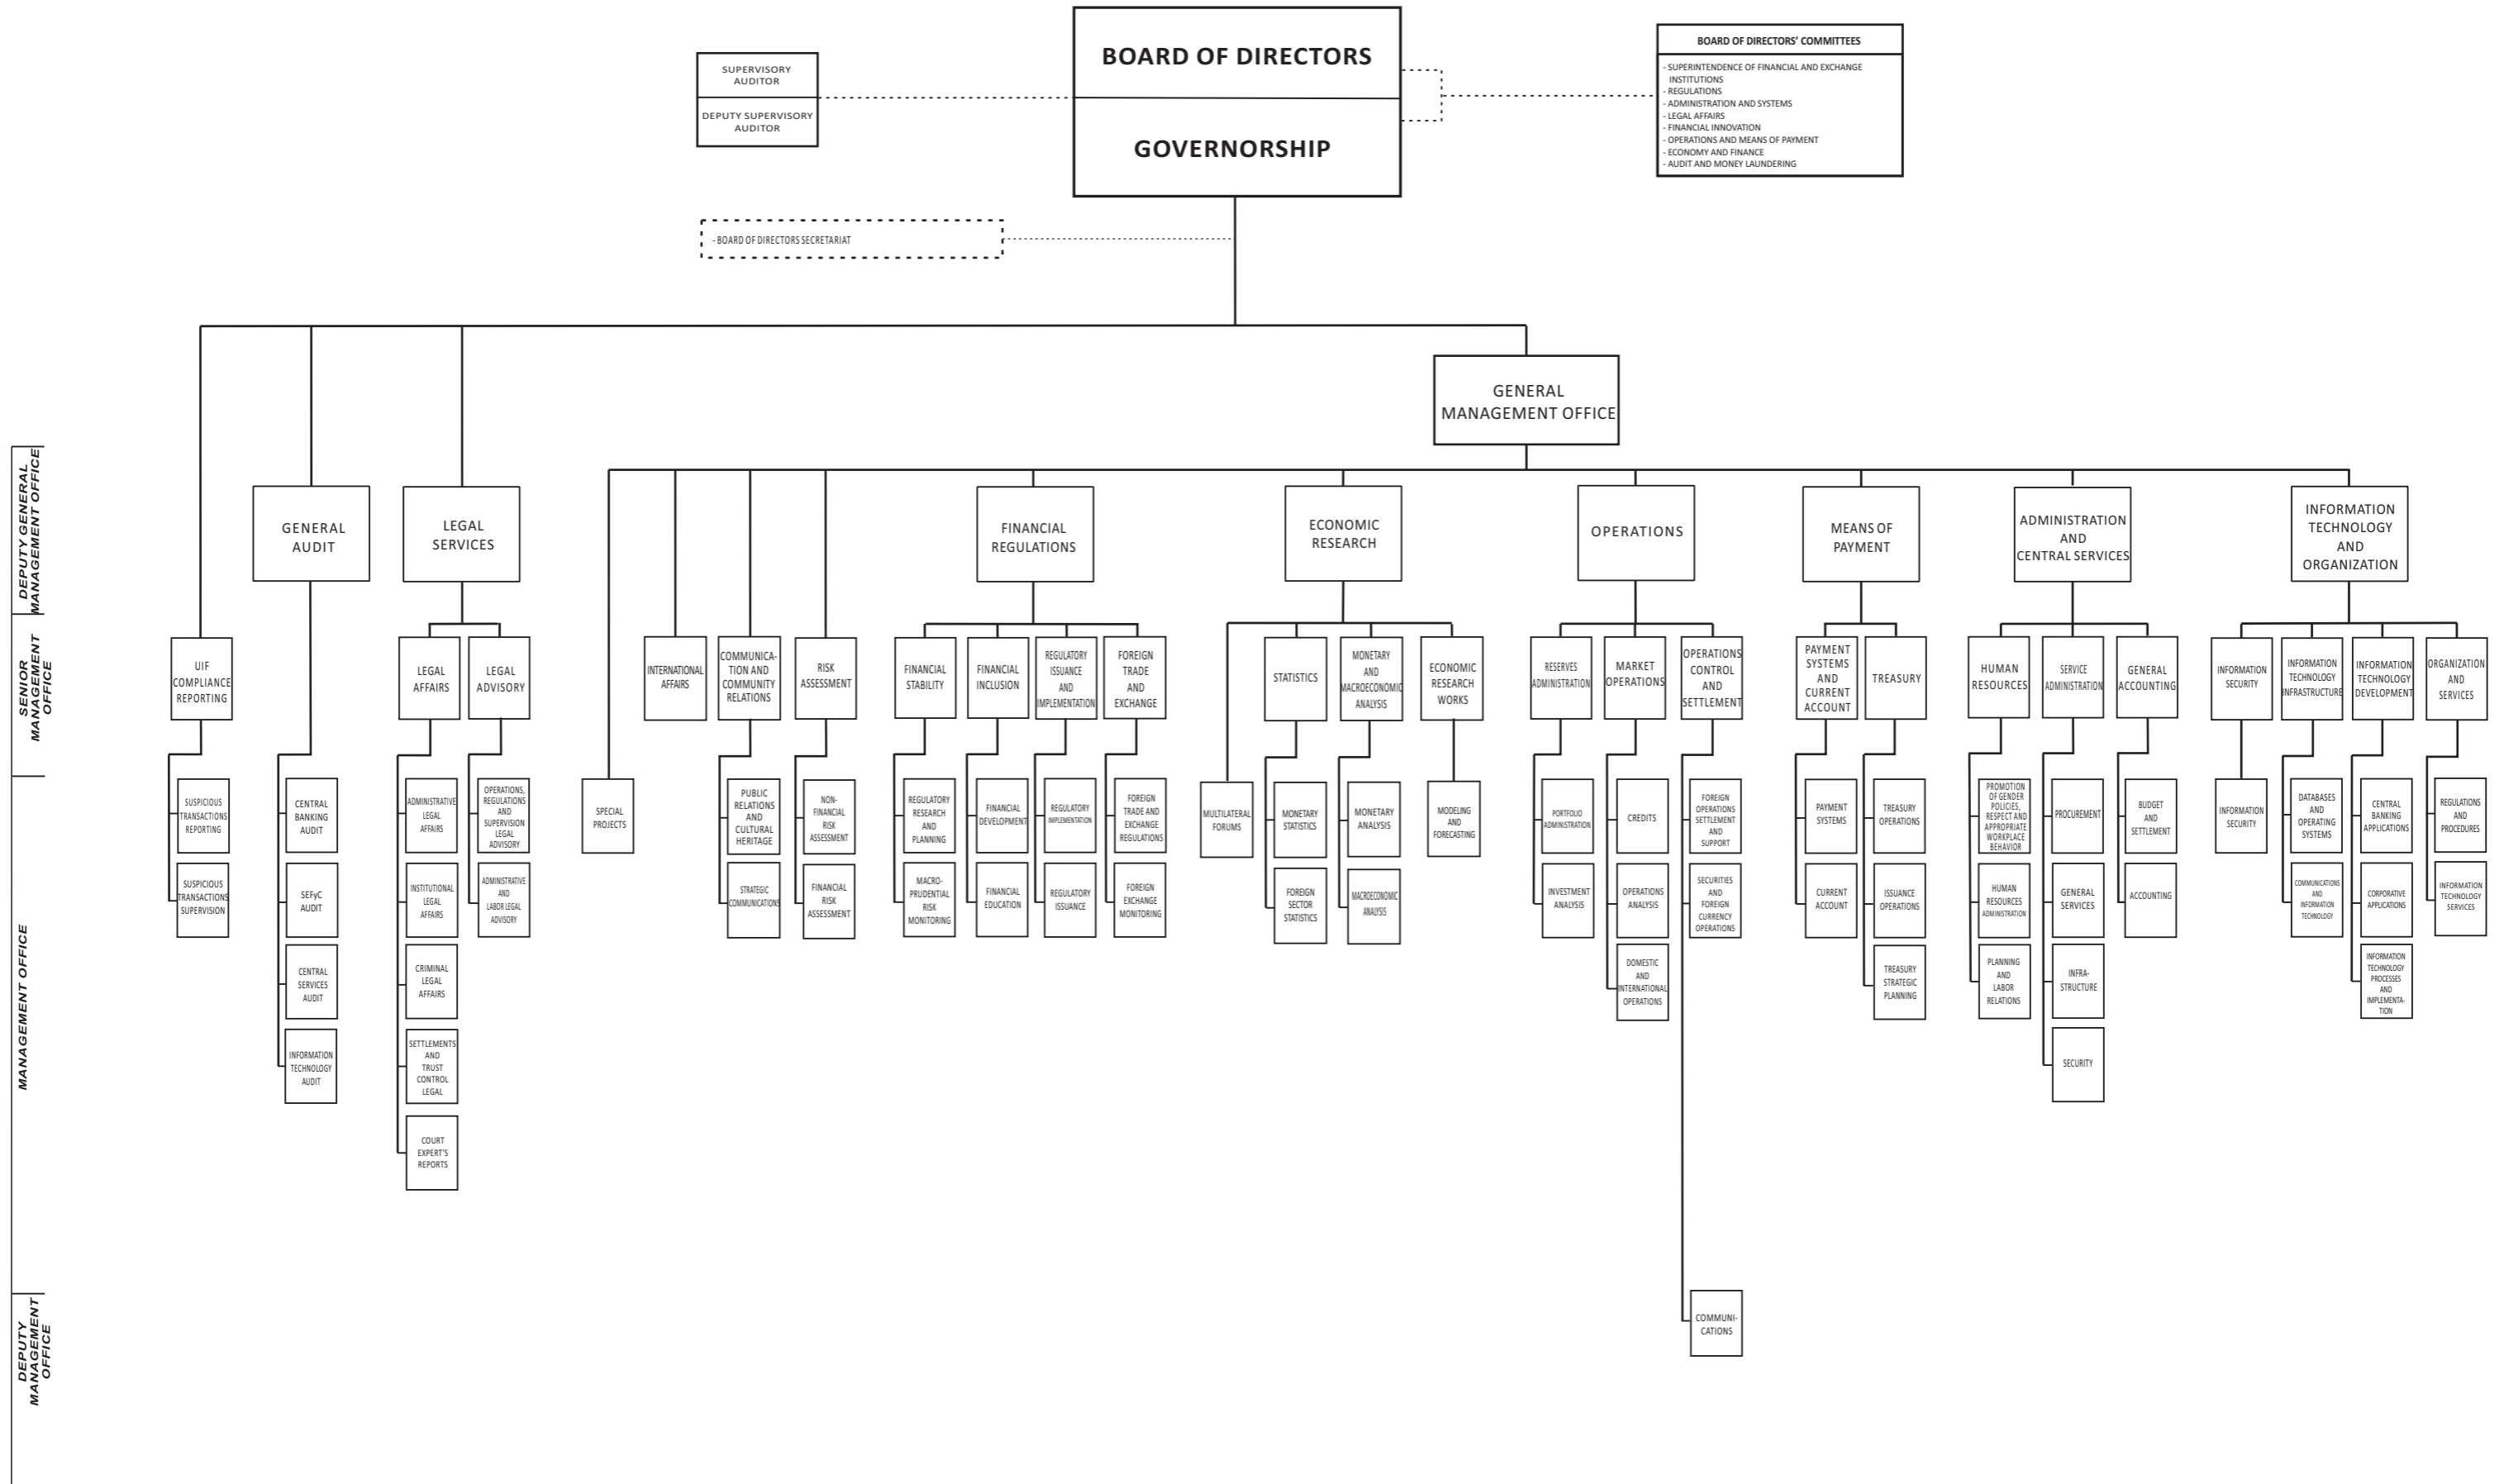 BOARD OF DIRECTORS
GOVERNORSHIP
SUPERVISORY
AUDITOR
DEPUTY SUPERVISORY
AUDITOR
BOARD OF DIRECTORS' COMMITTEES
- SUPERINTENDENCE OF FINANCIAL AND EXCHANGE
INSTITUTIONS
- REGULATIONS
- ADMINISTRATION AND SYSTEMS
- LEGAL AFFAIRS
- FINANCIAL INNOVATION
- OPERATIONS AND MEANS OF PAYMENT
- ECONOMY AND FINANCE
- AUDIT AND MONEY LAUNDERING
- BOARD OF DIRECTORS SECRETARIAT
GENERAL
MANAGEMENT OFFICE
DEPUTY GENERAL
MANAGEMENT OFFICE
GENERAL
AUDIT
LEGAL
SERVICES
FINANCIAL
REGULATIONS
ECONOMIC
RESEARCH
OPERATIONS
MEANS OF
PAYMENT
ADMINISTRATION
AND
CENTRAL SERVICES
INFORMATION
TECHNOLOGY
AND
ORGANIZATION
SENIOR
MANAGEMENT
OFFICE
UIF
COMPLIANCE
REPORTING
LEGAL
AFFAIRS
LEGAL
ADVISORY
INTERNATIONAL
AFFAIRS
COMMUNICA-
TION AND
COMMUNITY
RELATIONS
RISK
ASSESSMENT
FINANCIAL
STABILITY
FINANCIAL
INCLUSION
REGULATORY
ISSUANCE
AND
IMPLEMENTATION
FOREIGN
TRADE
AND
EXCHANGE
STATISTICS
MONETARY
AND
MACROECONOMIC
ANALYSIS
ECONOMIC
RESEARCH
WORKS
RESERVES
ADMINISTRATION
MARKET
OPERATIONS
OPERATIONS
CONTROL
AND
SETTLEMENT
PAYMENT
SYSTEMS
AND
CURRENT
ACCOUNT
TREASURY
HUMAN
RESOURCES
SERVICE
ADMINISTRATION
GENERAL
ACCOUNTING
INFORMATION
SECURITY
INFORMATION
TECHNOLOGY
INFRASTRUCTURE
INFORMATION
TECHNOLOGY
DEVELOPMENT
ORGANIZATION
AND
SERVICES
MANAGEMENT OFFICE
SUSPICIOUS
TRANSACTIONS
REPORTING
SUSPICIOUS
TRANSACTIONS
SUPERVISION
CENTRAL
BANKING
AUDIT
SEFyC
AUDIT
CENTRAL
SERVICES
AUDIT
INFORMATION
TECHNOLOGY
AUDIT
ADMINISTRATIVE
LEGAL
AFFAIRS
INSTITUTIONAL
LEGAL
AFFAIRS
CRIMINAL
LEGAL
AFFAIRS
SETTLEMENTS
AND
TRUST
CONTROL
LEGAL
COURT
EXPERT'S
REPORTS
OPERATIONS,
REGULATIONS
AND
SUPERVISION
LEGAL
ADVISORY
ADMINISTRATIVE
AND
LABOR LEGAL
ADVISORY
SPECIAL
PROJECTS
PUBLIC
RELATIONS
AND
CULTURAL
HERITAGE
STRATEGIC
COMMUNICATIONS
NON-
FINANCIAL
RISK
ASSESSMENT
FINANCIAL
RISK
ASSESSMENT
REGULATORY
RESEARCH
AND
PLANNING
MACRO-
PRUDENTIAL
RISK
MONITORING
FINANCIAL
DEVELOPMENT
FINANCIAL
EDUCATION
REGULATORY
IMPLEMENTATION
REGULATORY
ISSUANCE
FOREIGN
TRADE AND
EXCHANGE
REGULATIONS
FOREIGN
EXCHANGE
MONITORING
MULTILATERAL
FORUMS
MONETARY
STATISTICS
FOREIGN
SECTOR
STATISTICS
MONETARY
ANALYSIS
MACROECONOMIC
ANALYSIS
MODELING
AND
FORECASTING
PORTFOLIO
ADMINISTRATION
INVESTMENT
ANALYSIS
CREDITS
OPERATIONS
ANALYSIS
DOMESTIC
AND
INTERNATIONAL
OPERATIONS
FOREIGN
OPERATIONS
SETTLEMENT
AND
SUPPORT
SECURITIES
AND
FOREIGN
CURRENCY
OPERATIONS
PAYMENT
SYSTEMS
CURRENT
ACCOUNT
TREASURY
OPERATIONS
ISSUANCE
OPERATIONS
TREASURY
STRATEGIC
PLANNING
PROMOTION
OF GENDER
POLICIES,
RESPECT AND
APPROPRIATE
WORKPLACE
BEHAVIOR
HUMAN
RESOURCES
ADMINISTRATION
PLANNING
AND
LABOR
RELATIONS
PROCUREMENT
GENERAL
SERVICES
INFRA-
STRUCTURE
SECURITY
BUDGET
AND
SETTLEMENT
ACCOUNTING
INFORMATION
SECURITY
DATABASES
AND
OPERATING
SYSTEMS
COMMUNICATIONS
AND
INFORMATION
TECHNOLOGY
CENTRAL
BANKING
APPLICATIONS
CORPORATIVE
APPLICATIONS
INFORMATION
TECHNOLOGY
PROCESSES
AND
IMPLEMENTA-
TION
REGULATIONS
AND
PROCEDURES
INFORMATION
TECHNOLOGY
SERVICES
DEPUTY
MANAGEMENT
OFFICE
COMMUNI-
CATIONS